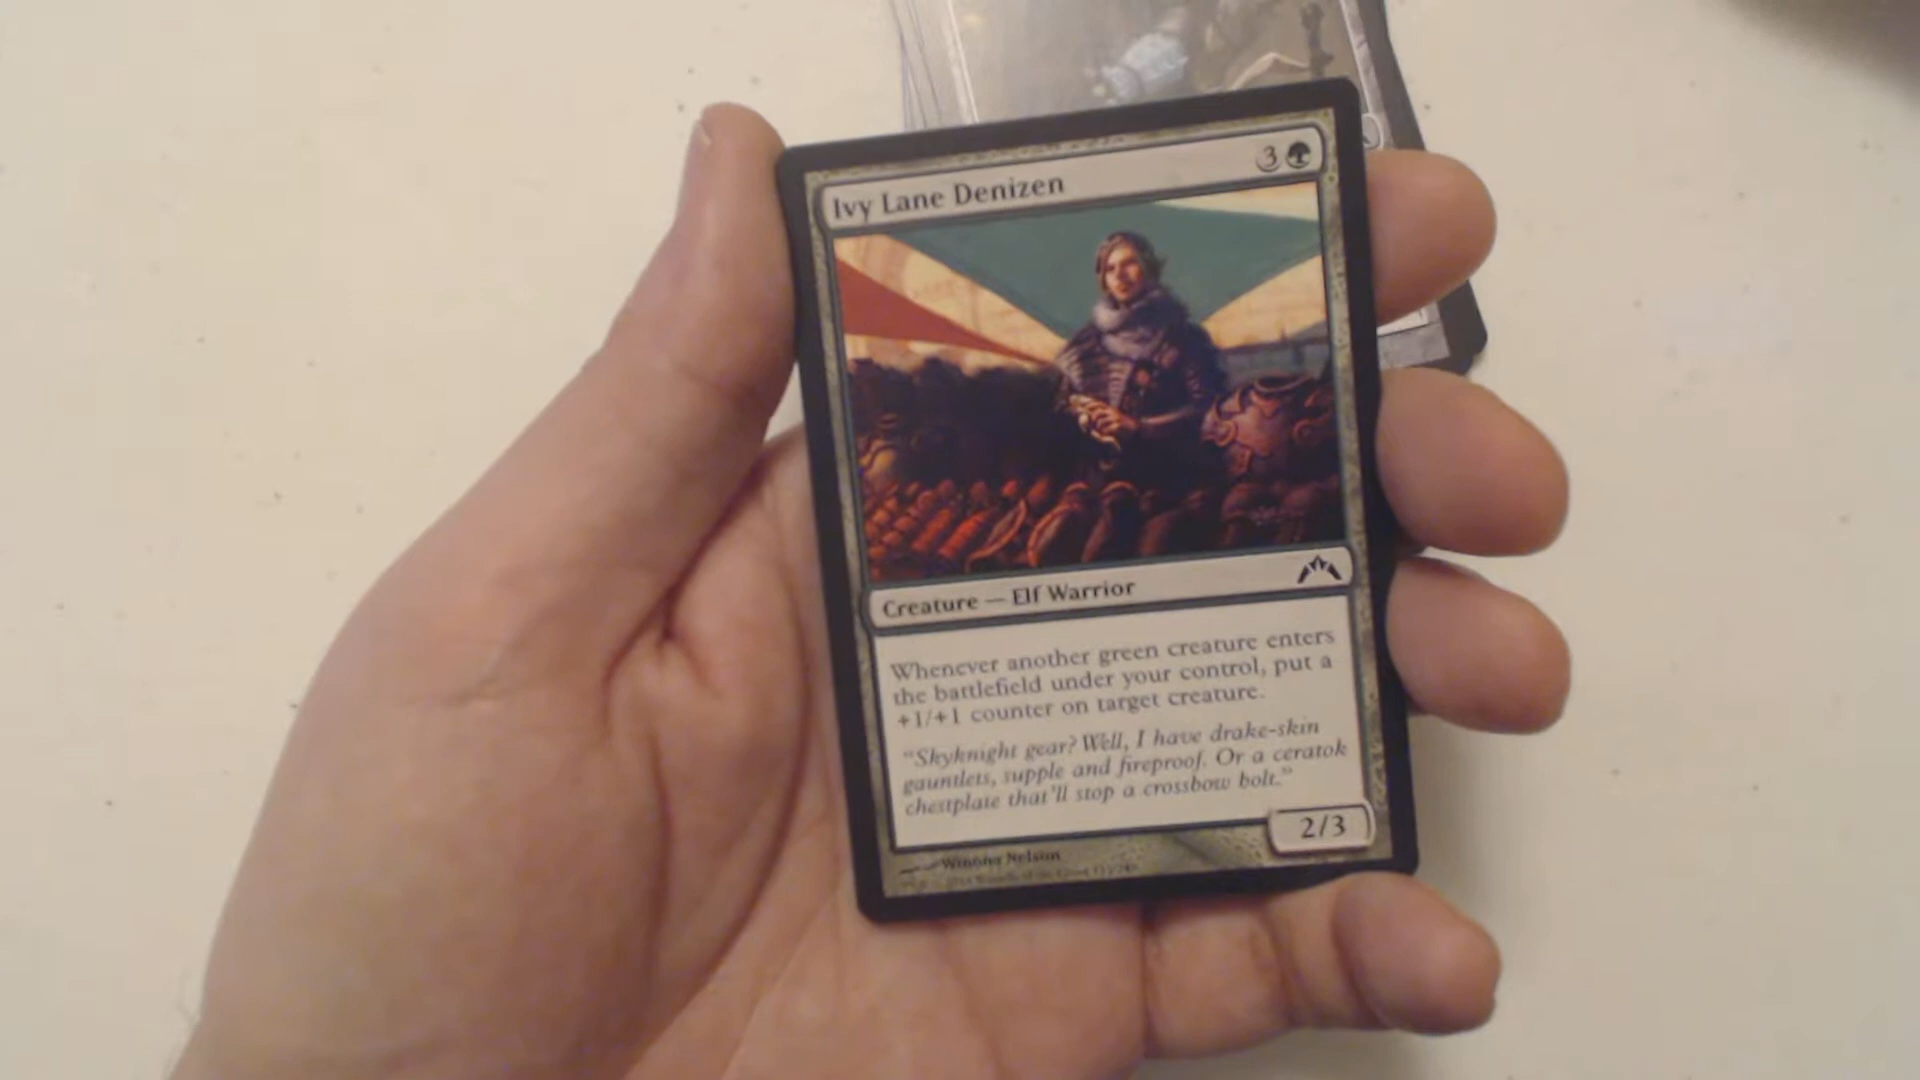 Ivy Lane Denizen
3
Creature — Elf Warrior
Whenever another green creature enters
the battlefield under your control, put a
+1/+1 counter on target creature.
“Skyknight gear? Well, I have drake-skin
gauntlets, supple and fireproof. Or a ceratok
chestplate that'll stop a crossbow bolt.”
2/3
Nelson